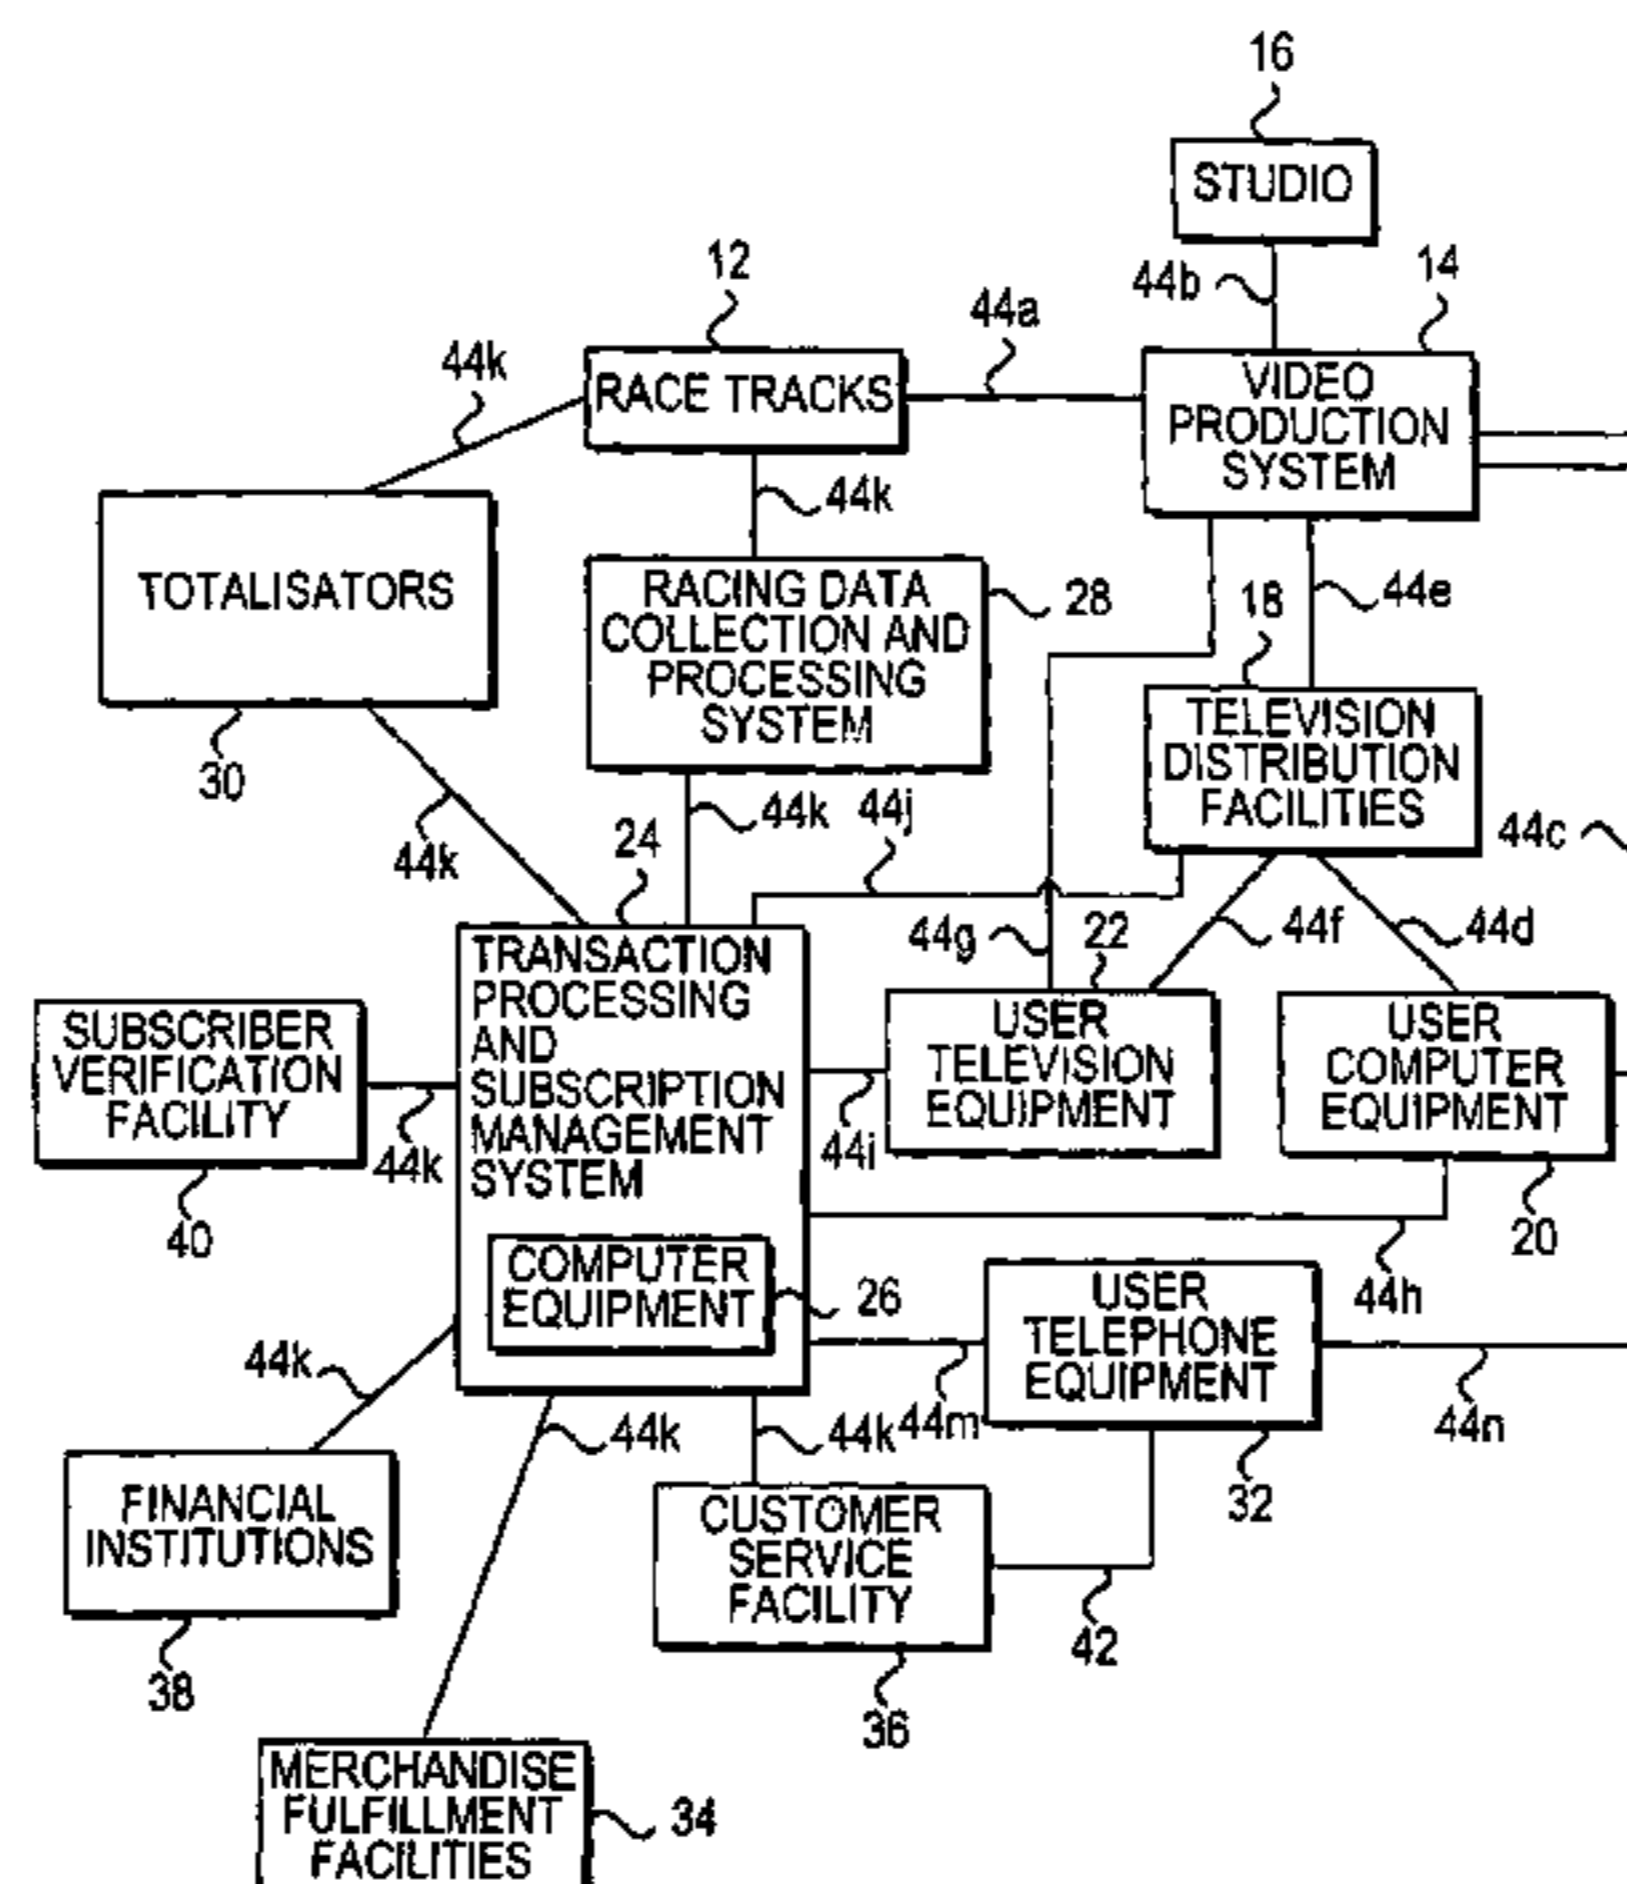 16
STUDIO
12
44b
14
44a
44k
RACE TRACKS
VIDEO
PRODUCTION
SYSTEM
44k
TOTALISATORS
RACING DATA
COLLECTION AND
PROCESSING
SYSTEM
28
18
44e
30
TELEVISION
DISTRIBUTION
FACILITIES
44k
44j
44c
24
44k
44g
22
44f
44d
TRANSACTION
PROCESSING
AND
SUBSCRIPTION
MANAGEMENT
SYSTEM
SUBSCRIBER
VERIFICATION
FACILITY
USER
TELEVISION
EQUIPMENT
USER
COMPUTER
EQUIPMENT
44k
44i
40
20
COMPUTER
EQUIPMENT
26
USER
TELEPHONE
EQUIPMENT
44h
44k
44k
44k
44m
44n
FINANCIAL
INSTITUTIONS
CUSTOMER
SERVICE
FACILITY
32
42
38
36
MERCHANDISE
FULFILLMENT
FACILITIES
34